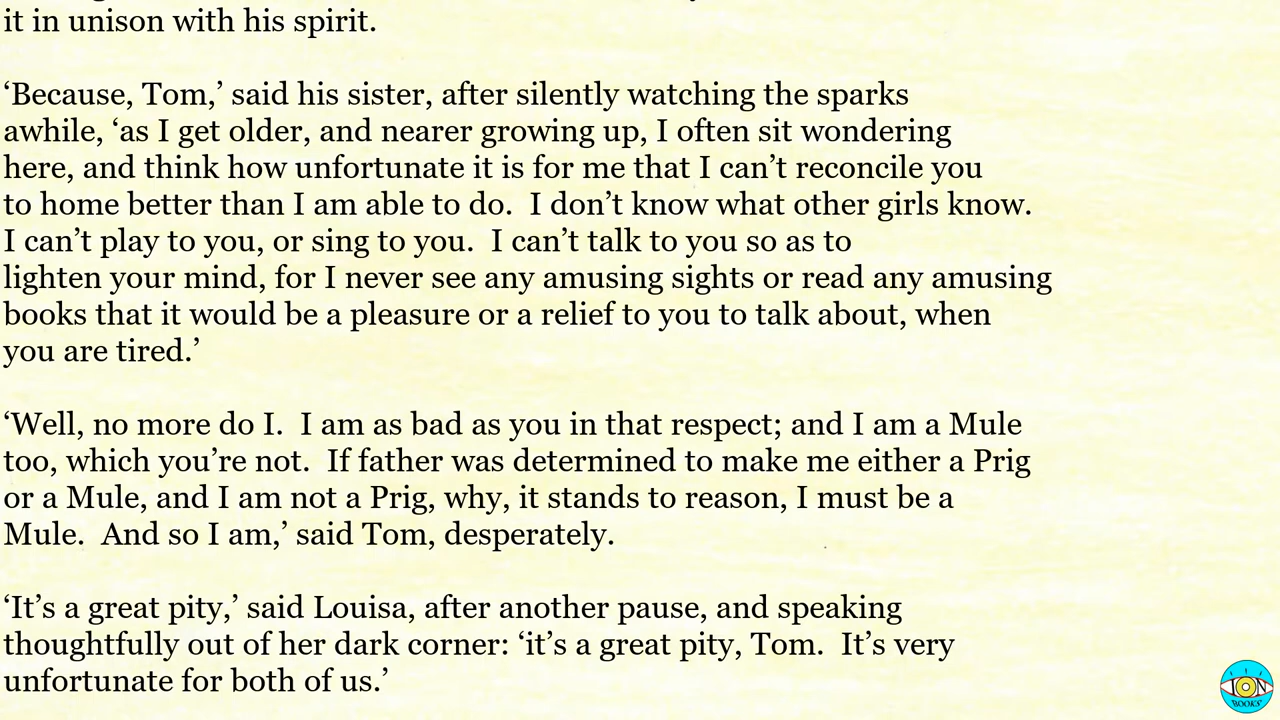 it in unison with his spirit.
‘Because, Tom,’ said his sister, after silently watching the sparks
awhile, ‘as I get older, and nearer growing up, I often sit wondering
here, and think how unfortunate it is for me that I can’t reconcile you
to home better than I am able to do.  I don’t know what other girls know.
I can’t play to you, or sing to you.  I can’t talk to you so as to
lighten your mind, for I never see any amusing sights or read any amusing
books that it would be a pleasure or a relief to you to talk about, when
you are tired.’
‘Well, no more do I.  I am as bad as you in that respect; and I am a Mule
too, which you’re not.  If father was determined to make me either a Prig
or a Mule, and I am not a Prig, why, it stands to reason, I must be a
Mule.  And so I am,’ said Tom, desperately.
‘It’s a great pity,’ said Louisa, after another pause, and speaking
thoughtfully out of her dark corner: ‘it’s a great pity, Tom.  It’s very
unfortunate for both of us.’
ION
BOOKS